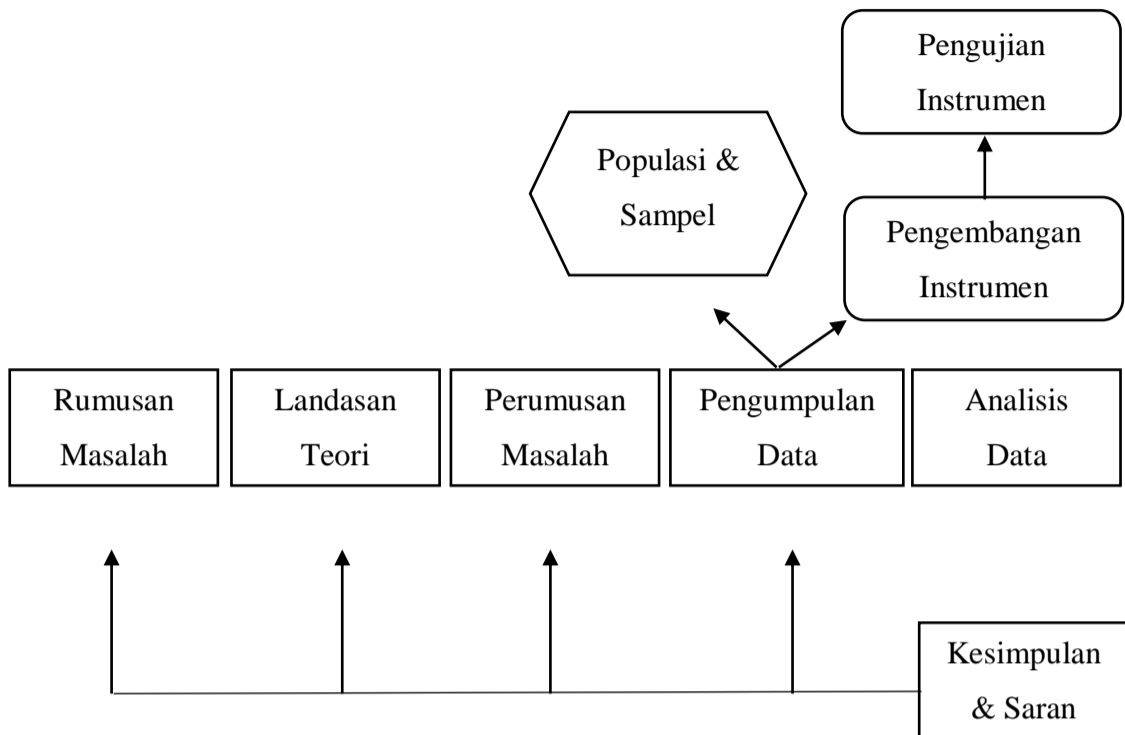 Pengujian
Instrumen
Populasi &
Sampel
Pengembangan
Instrumen
Rumusan
Masalah
Landasan
Teori
Perumusan
Masalah
Pengumpulan
Data
Analisis
Data
Kesimpulan
& Saran